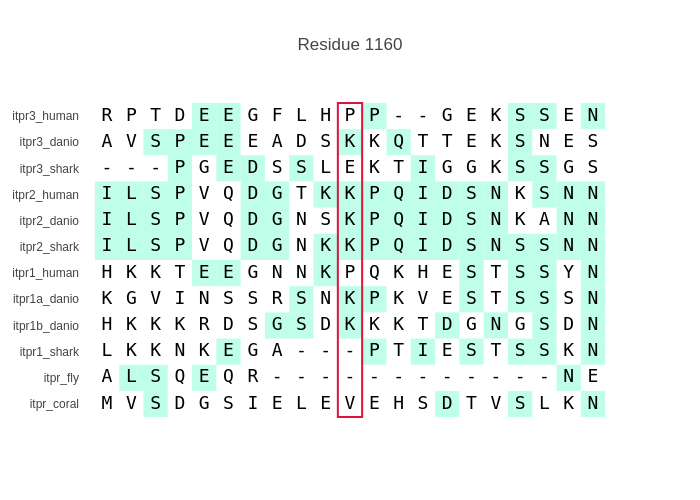 Residue 1160
itpr3_human R P T D E E G F L H P P - - G E K S S E N
itpr3_danio A V S P E E E A D S K K Q T T E K S N E S
itpr3_shark - - - P G E D S S L E K T I G G K S S G S
itpr2_human I L S P V Q D G T K K P Q I D S N K S N N
itpr2_danio I L S P V Q D G N S K P Q I D S N K A N N
itpr2_shark I L S P V Q D G N K K P Q I D S N S S N N
itpr1_human H K K T E E G N N K P Q K H E S T S S Y N
itpr1a_danio K G V I N S S R S N K P K V E S T S S S N
itpr1b_danio H K K K R D S G S D K K K T D G N G S D N
itpr1_shark L K K N K E G A - - - P T I E S T S S K N
itpr_fly A L S Q E Q R - - - - - - - - - - - - N E
itpr_coral M V S D G S I E L E V E H S D T V S L K N